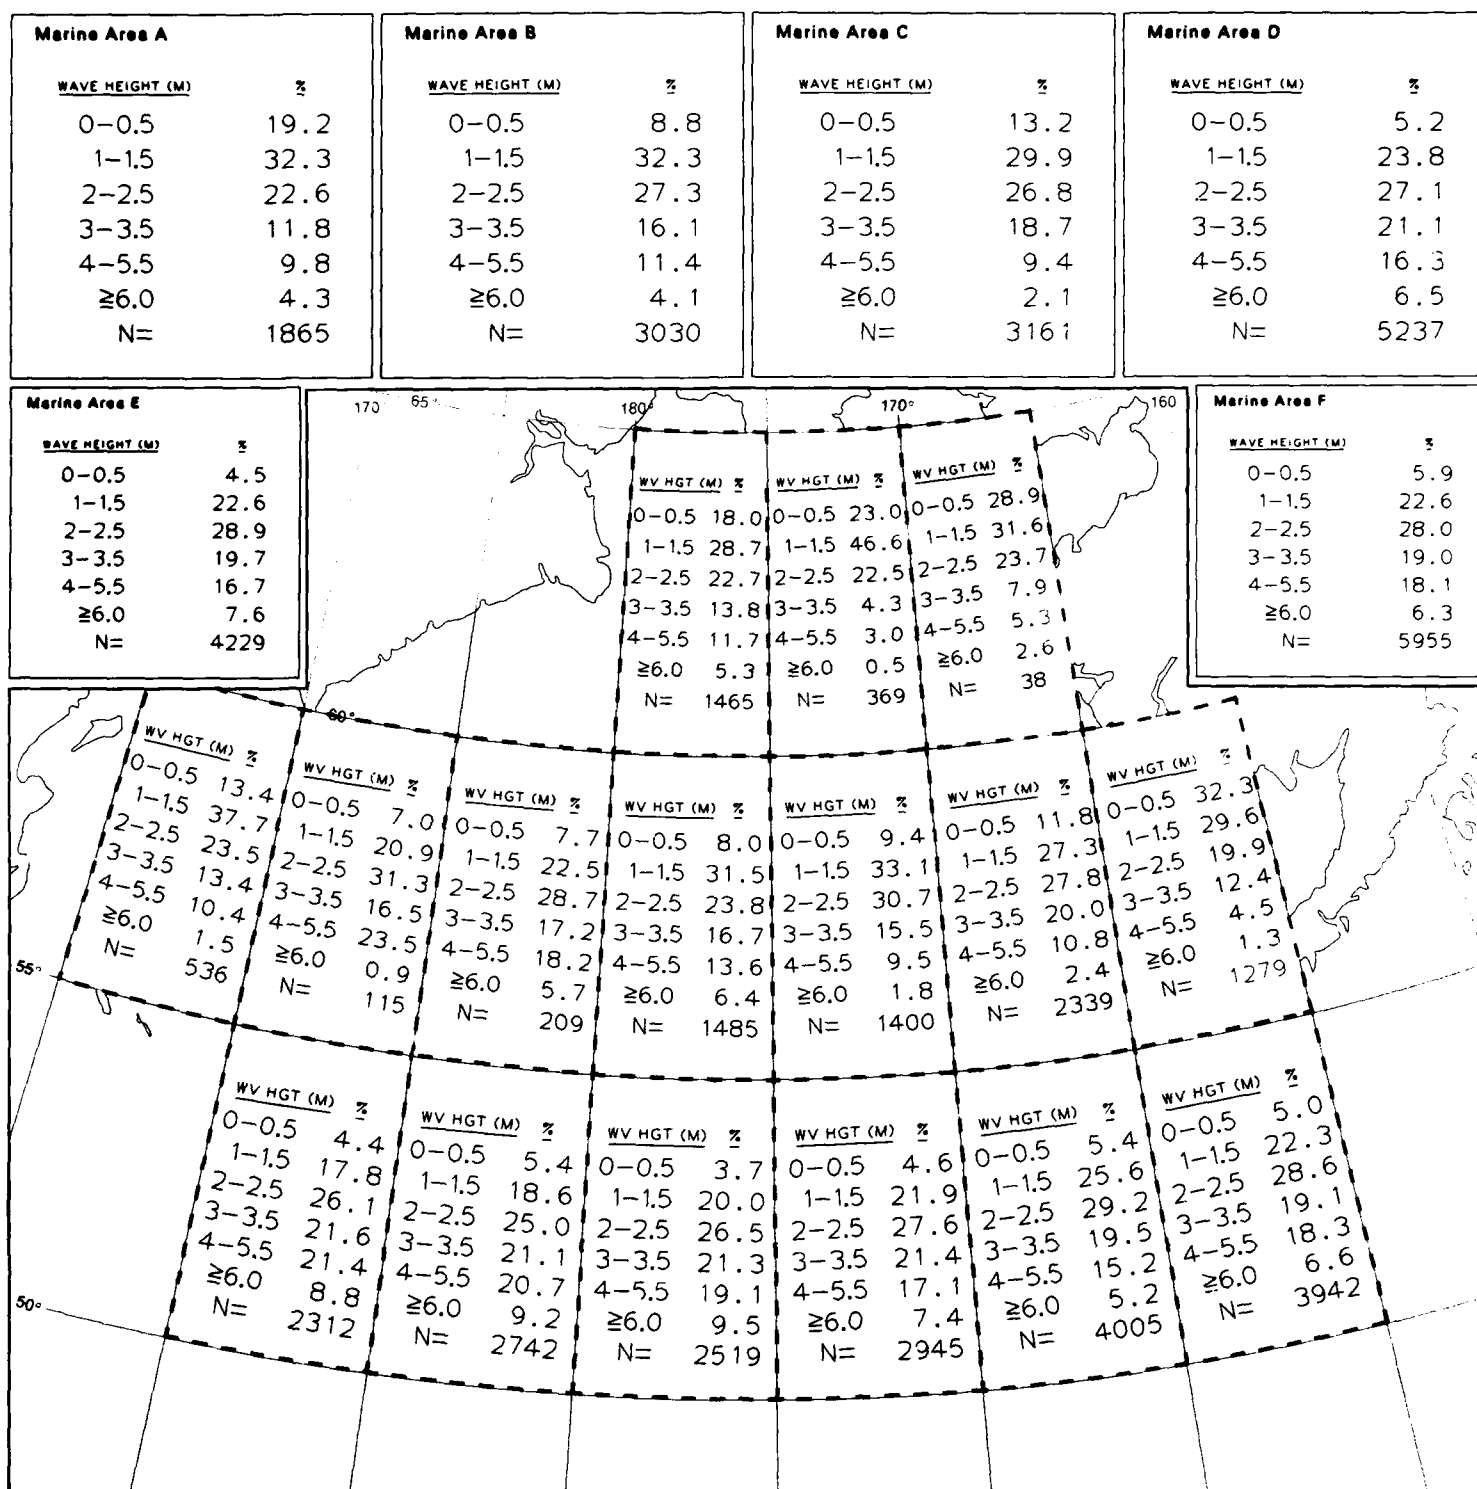 Marine Area A
WAVE HEIGHT (M) %
0-0.5 19.2
1-1.5 32.3
2-2.5 22.6
3-3.5 11.8
4-5.5 9.8
≧6.0 4.3
N= 1865
Marine Area B
WAVE HEIGHT (M) %
0-0.5 8.8
1-1.5 32.3
2-2.5 27.3
3-3.5 16.1
4-5.5 11.4
≧6.0 4.1
N= 3030
Marine Area C
WAVE HEIGHT (M) %
0-0.5 13.2
1-1.5 29.9
2-2.5 26.8
3-3.5 18.7
4-5.5 9.4
≧6.0 2.1
N= 3161
Marine Area D
WAVE HEIGHT (M) %
0-0.5 5.2
1-1.5 23.8
2-2.5 27.1
3-3.5 21.1
4-5.5 16.3
≧6.0 6.5
N= 5237
Marine Area E
WAVE HEIGHT (M) %
0-0.5 4.5
1-1.5 22.6
2-2.5 28.9
3-3.5 19.7
4-5.5 16.7
≧6.0 7.6
N= 4229
170 65° 180° 170° 160
Marine Area F
WAVE HEIGHT (M) %
0-0.5 5.9
1-1.5 22.6
2-2.5 28.0
3-3.5 19.0
4-5.5 18.1
≧6.0 6.3
N= 5955
WV HGT (M) %
0-0.5 18.0
1-1.5 28.7
2-2.5 22.7
3-3.5 13.8
4-5.5 11.7
≧6.0 5.3
N= 1465
WV HGT (M) %
0-0.5 23.0
1-1.5 46.6
2-2.5 22.5
3-3.5 4.3
4-5.5 3.0
≧6.0 0.5
N= 369
WV HGT (M) %
0-0.5 28.9
1-1.5 31.6
2-2.5 23.7
3-3.5 7.9
4-5.5 5.3
≧6.0 2.6
N= 38
60°
WV HGT (M) %
0-0.5 13.4
1-1.5 37.7
2-2.5 23.5
3-3.5 13.4
4-5.5 10.4
≧6.0 1.5
N= 536
WV HGT (M) %
0-0.5 7.0
1-1.5 20.9
2-2.5 31.3
3-3.5 16.5
4-5.5 23.5
≧6.0 0.9
N= 115
WV HGT (M) %
0-0.5 7.7
1-1.5 22.5
2-2.5 28.7
3-3.5 17.2
4-5.5 18.2
≧6.0 5.7
N= 209
WV HGT (M) %
0-0.5 8.0
1-1.5 31.5
2-2.5 23.8
3-3.5 16.7
4-5.5 13.6
≧6.0 6.4
N= 1485
WV HGT (M) %
0-0.5 9.4
1-1.5 33.1
2-2.5 30.7
3-3.5 15.5
4-5.5 9.5
≧6.0 1.8
N= 1400
WV HGT (M) %
0-0.5 11.8
1-1.5 27.3
2-2.5 27.8
3-3.5 20.0
4-5.5 10.8
≧6.0 2.4
N= 2339
WV HGT (M) %
0-0.5 32.3
1-1.5 29.6
2-2.5 19.9
3-3.5 12.4
4-5.5 4.5
≧6.0 1.3
N= 1279
55°
WV HGT (M) %
0-0.5 4.4
1-1.5 17.8
2-2.5 26.1
3-3.5 21.6
4-5.5 21.4
≧6.0 8.8
N= 2312
WV HGT (M) %
0-0.5 5.4
1-1.5 18.6
2-2.5 25.0
3-3.5 21.1
4-5.5 20.7
≧6.0 9.2
N= 2742
WV HGT (M) %
0-0.5 3.7
1-1.5 20.0
2-2.5 26.5
3-3.5 21.3
4-5.5 19.1
≧6.0 9.5
N= 2519
WV HGT (M) %
0-0.5 4.6
1-1.5 21.9
2-2.5 27.6
3-3.5 21.4
4-5.5 17.1
≧6.0 7.4
N= 2945
WV HGT (M) %
0-0.5 5.4
1-1.5 25.6
2-2.5 29.2
3-3.5 19.5
4-5.5 15.2
≧6.0 5.2
N= 4005
WV HGT (M) %
0-0.5 5.0
1-1.5 22.3
2-2.5 28.6
3-3.5 19.1
4-5.5 18.3
≧6.0 6.6
N= 3942
50°